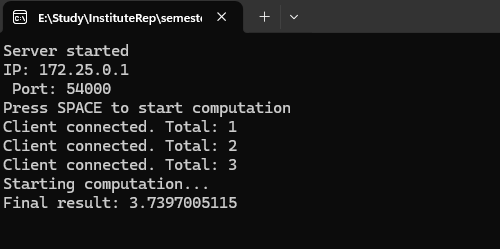 E:\Study\InstituteRep\semest
Server started
IP: 172.25.0.1
 Port: 54000
Press SPACE to start computation
Client connected. Total: 1
Client connected. Total: 2
Client connected. Total: 3
Starting computation...
Final result: 3.7397005115